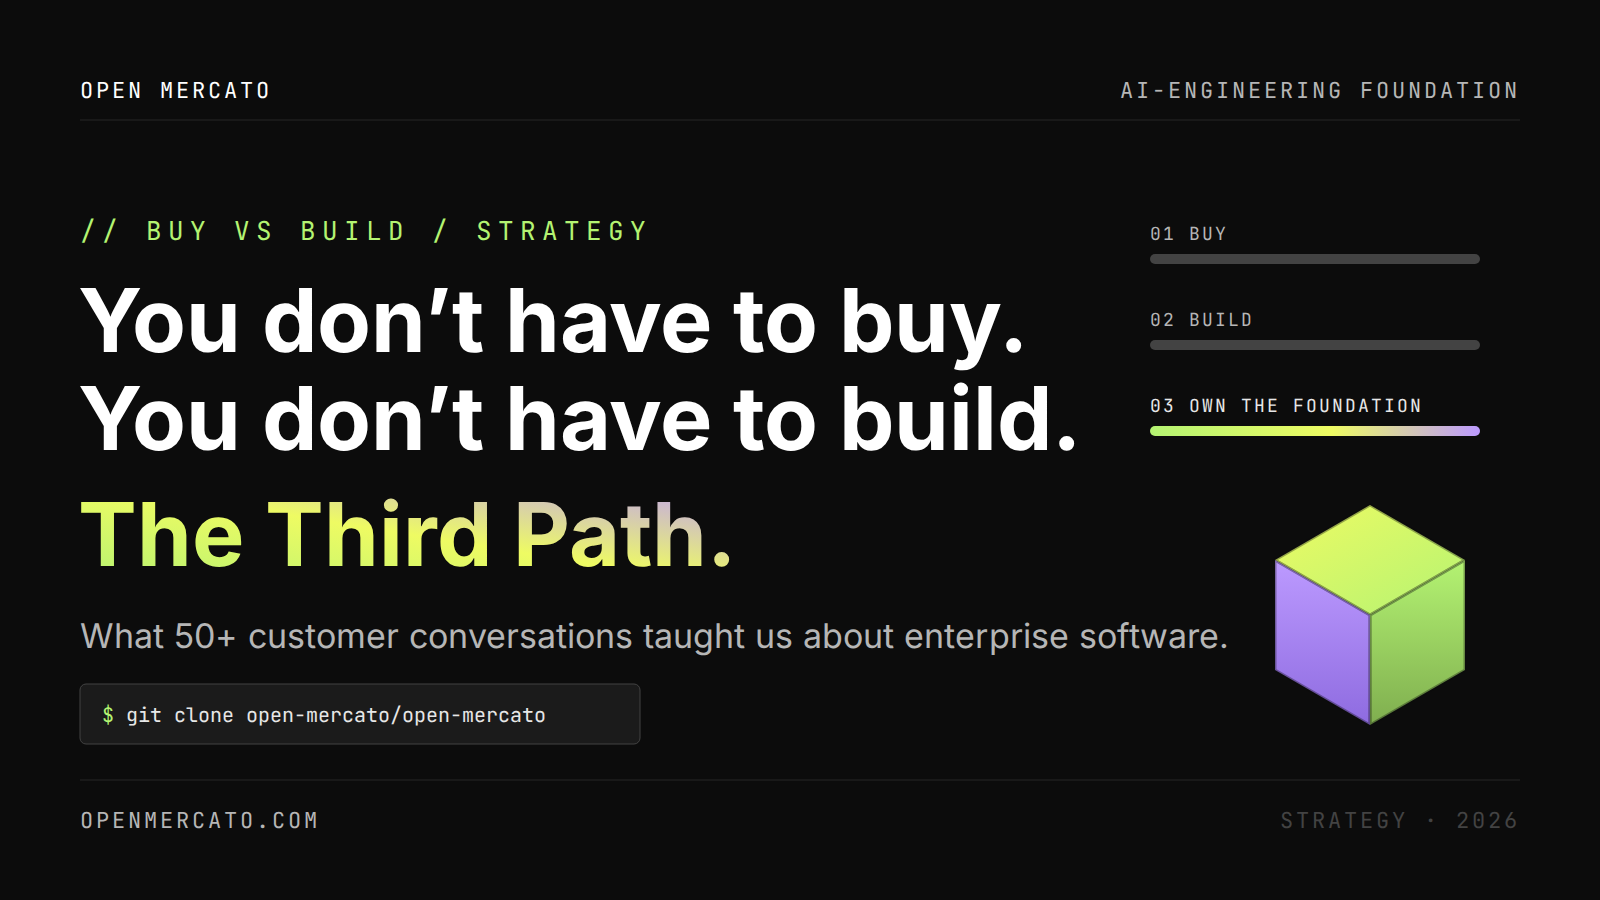 OPEN MERCATO
AI-ENGINEERING FOUNDATION
// BUY VS BUILD / STRATEGY
You don’t have to buy.
You don’t have to build.
The Third Path.
What 50+ customer conversations taught us about enterprise software.
$ git clone open-mercato/open-mercato
01 BUY
02 BUILD
03 OWN THE FOUNDATION
OPENMERCATO.COM
STRATEGY · 2026